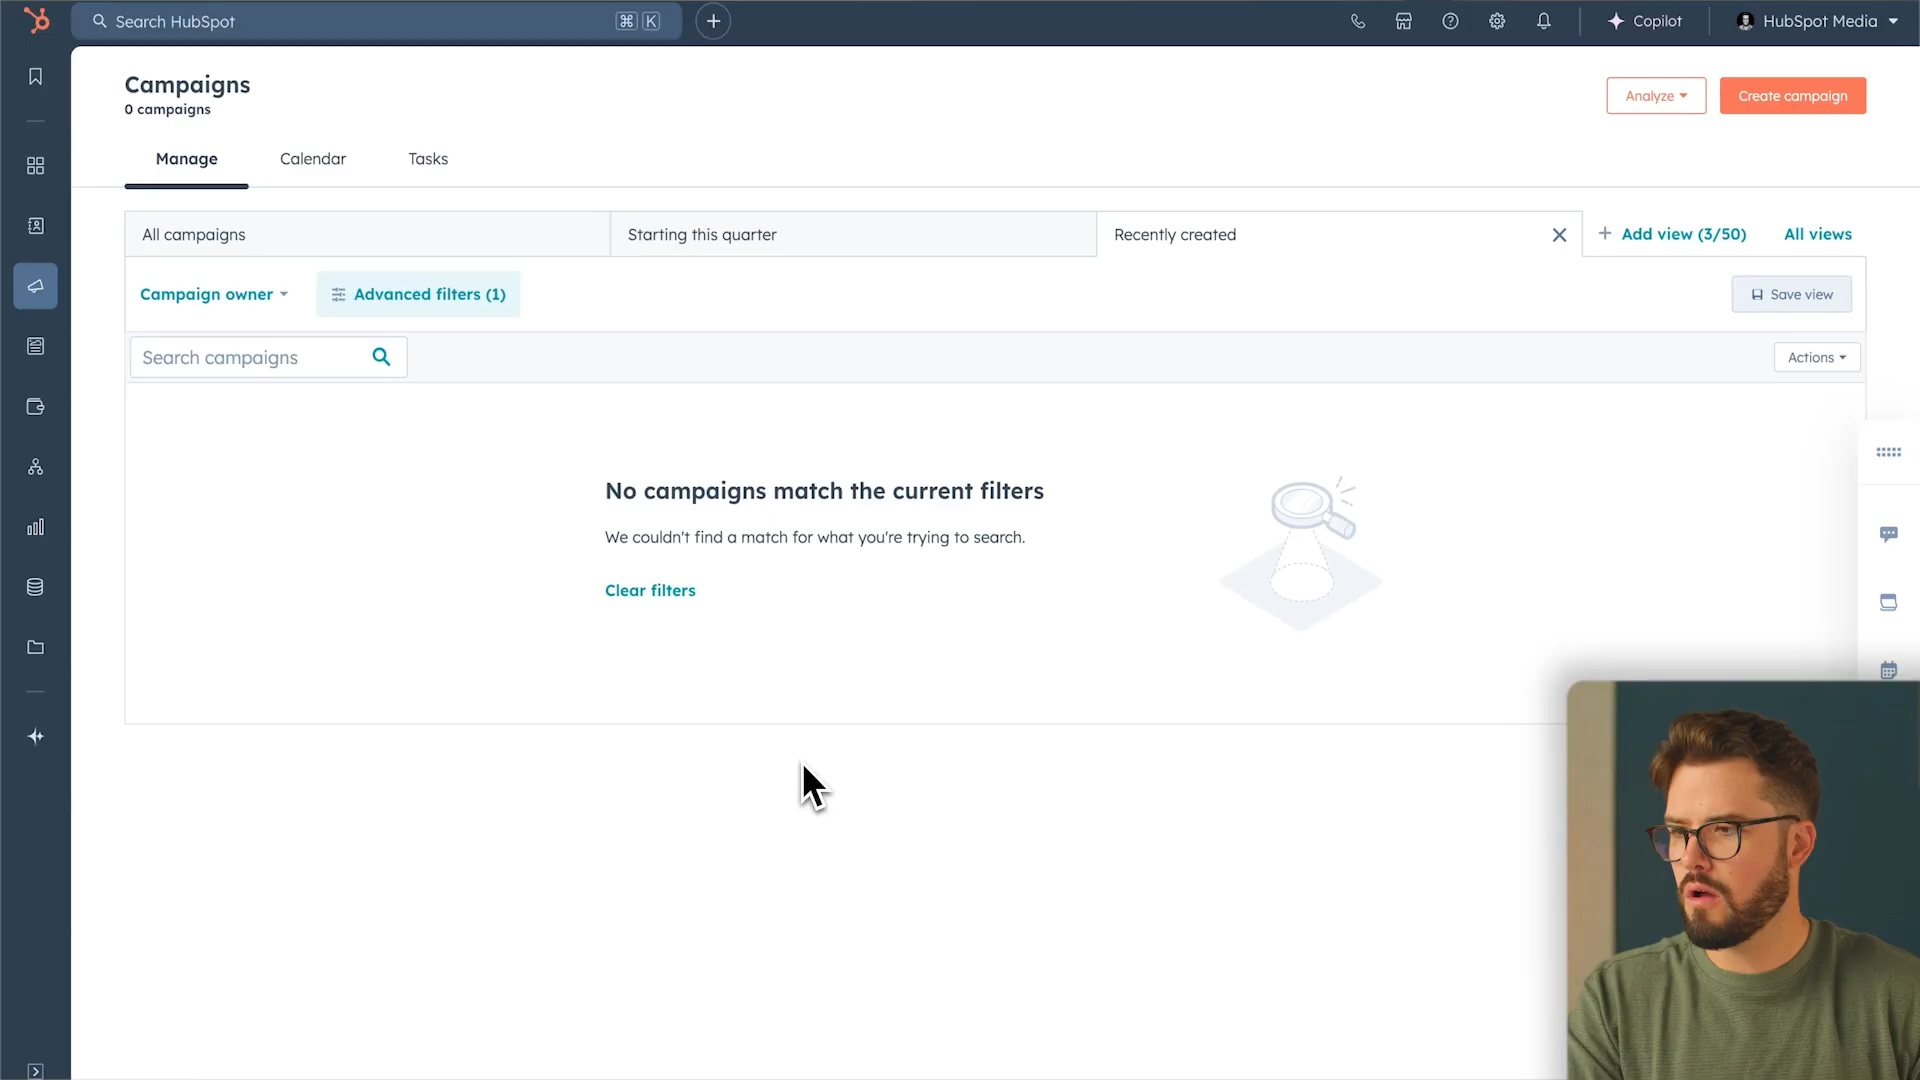 Search HubSpot
⌘ K
Copilot
HubSpot Media
Campaigns
0 campaigns
Analyze
Create campaign
Manage
Calendar
Tasks
All campaigns
Starting this quarter
Recently created
+ Add view (3/50)
All views
Campaign owner
Advanced filters (1)
Save view
Search campaigns
Actions
No campaigns match the current filters
We couldn't find a match for what you're trying to search.
Clear filters